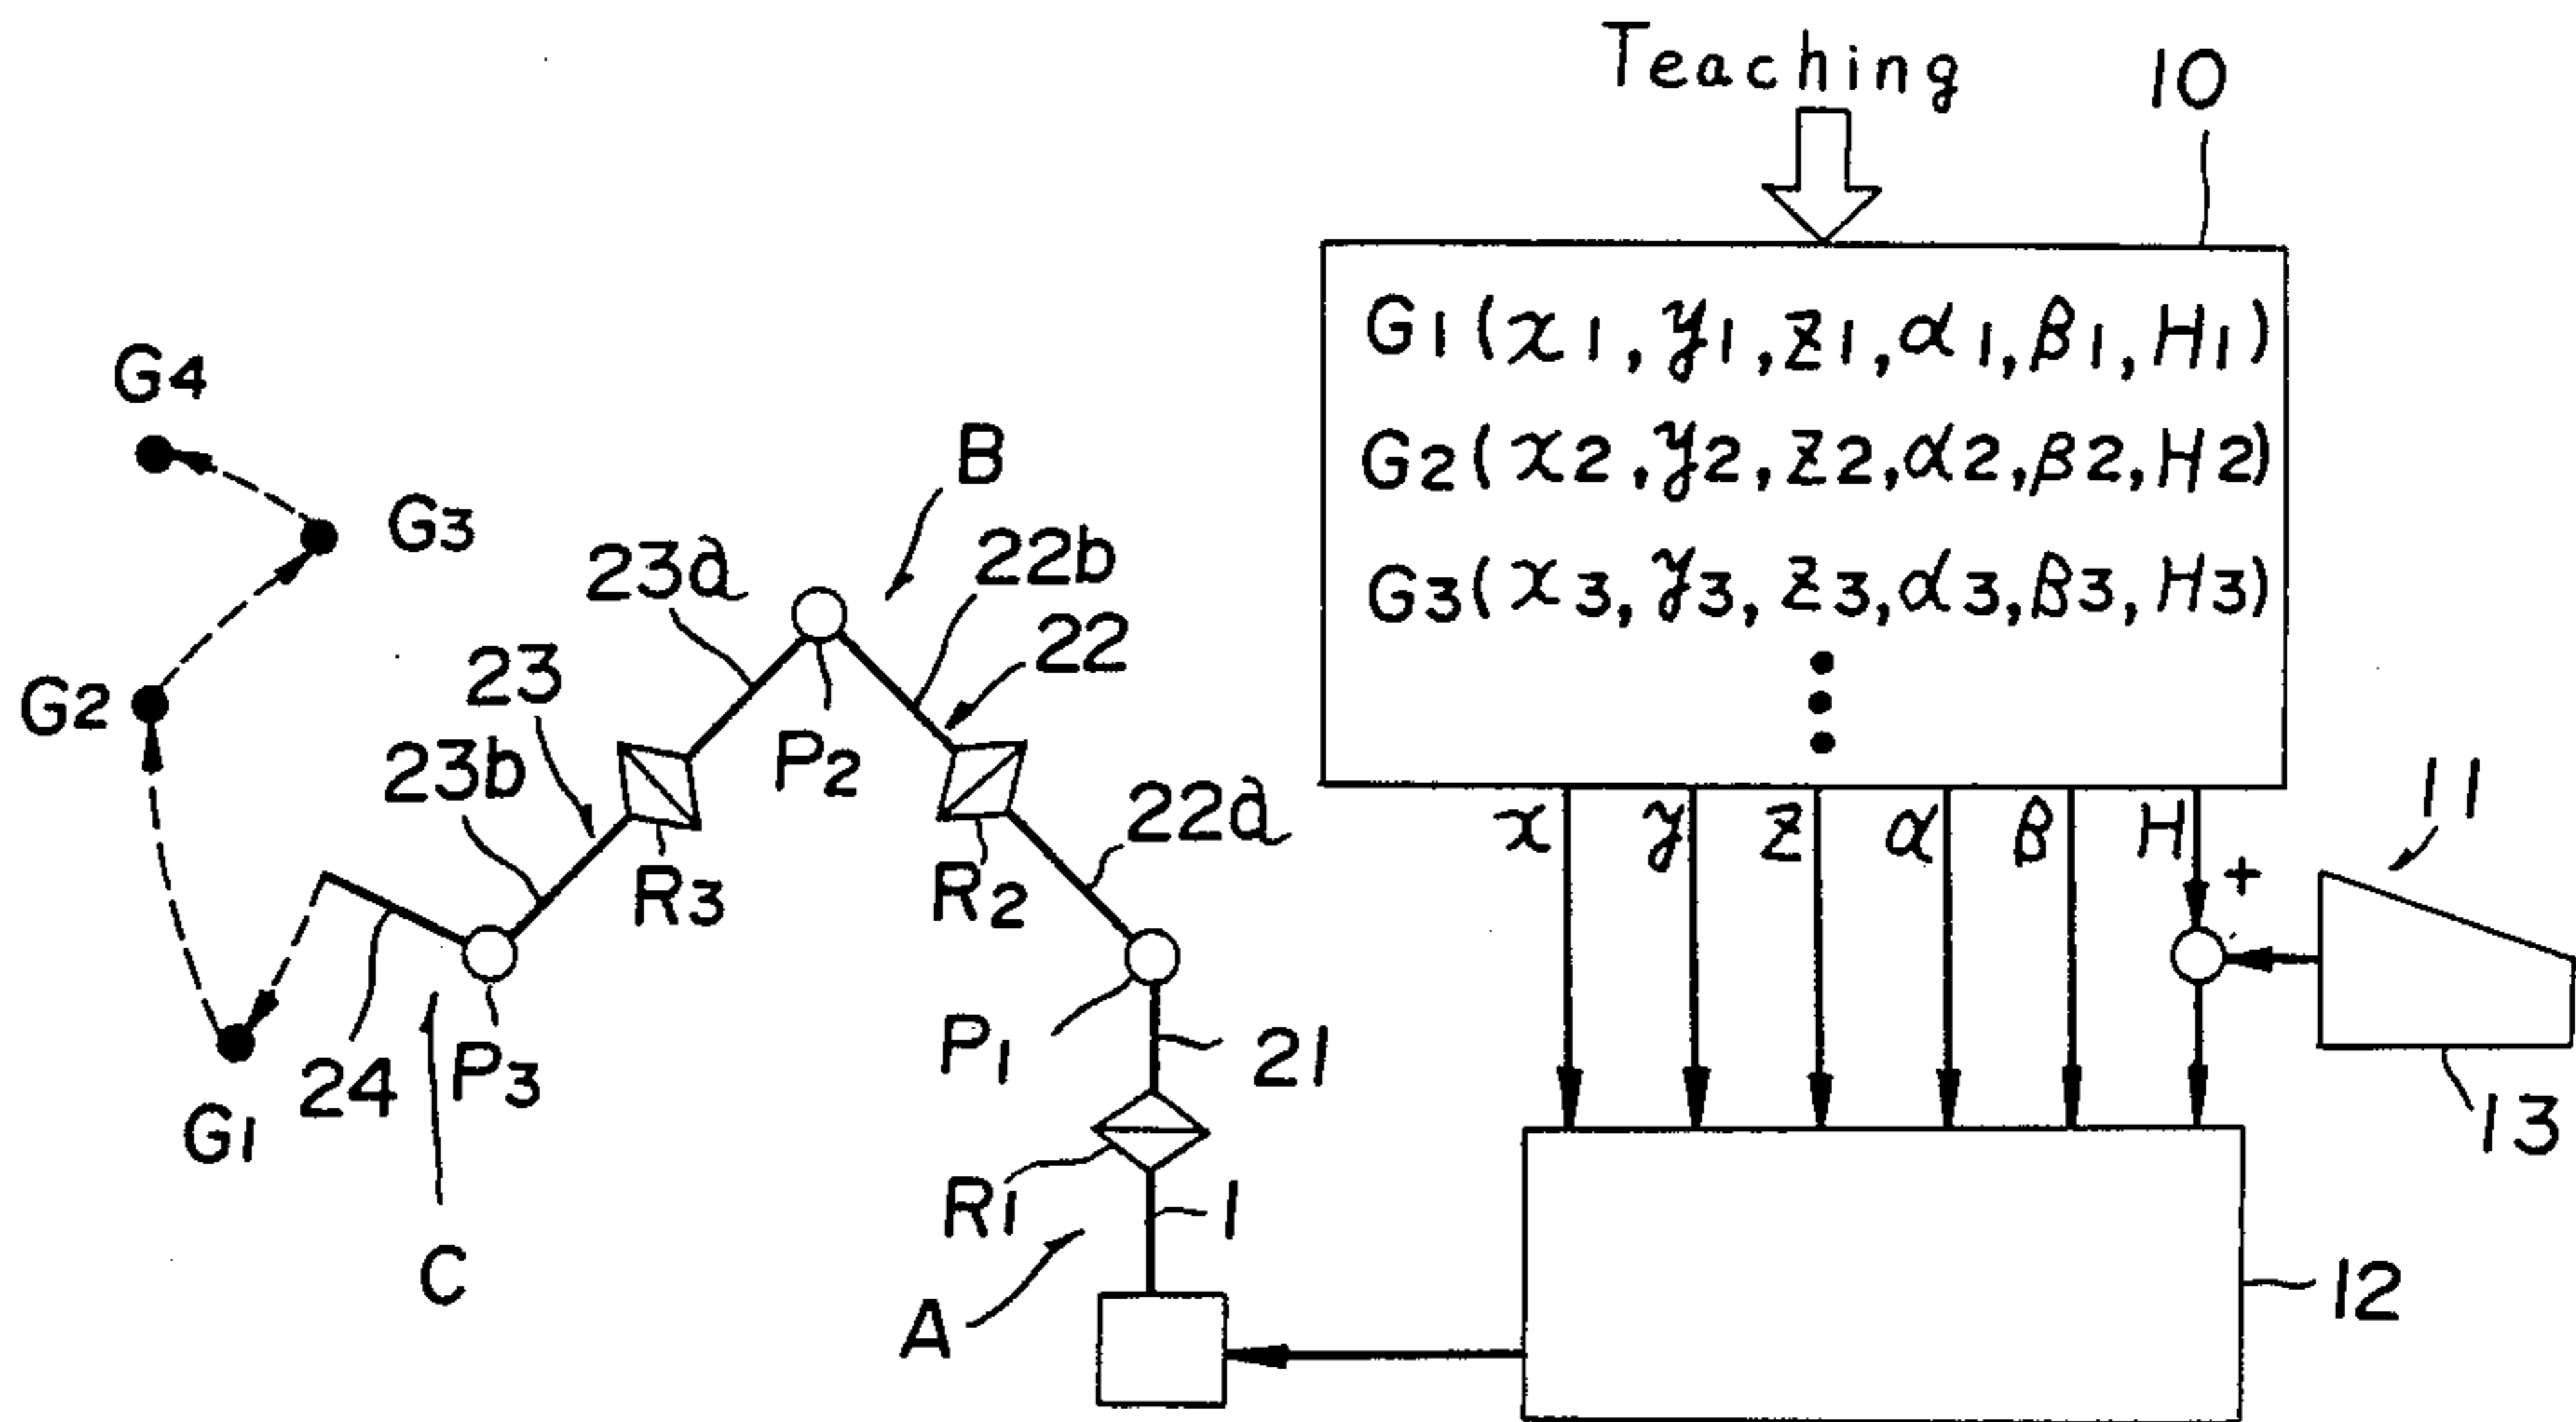 Teaching
10
G1(x1,y1,z1,α1,β1,H1)
G2(x2,y2,z2,α2,β2,H2)
G3(x3,y3,z3,α3,β3,H3)
x y z α β H
+
11
13
12
G4
G3
G2
G1
B
23a
22b
22
23
P2
23b
22a
R3
R2
24
P3
P1
21
R1
1
C
A